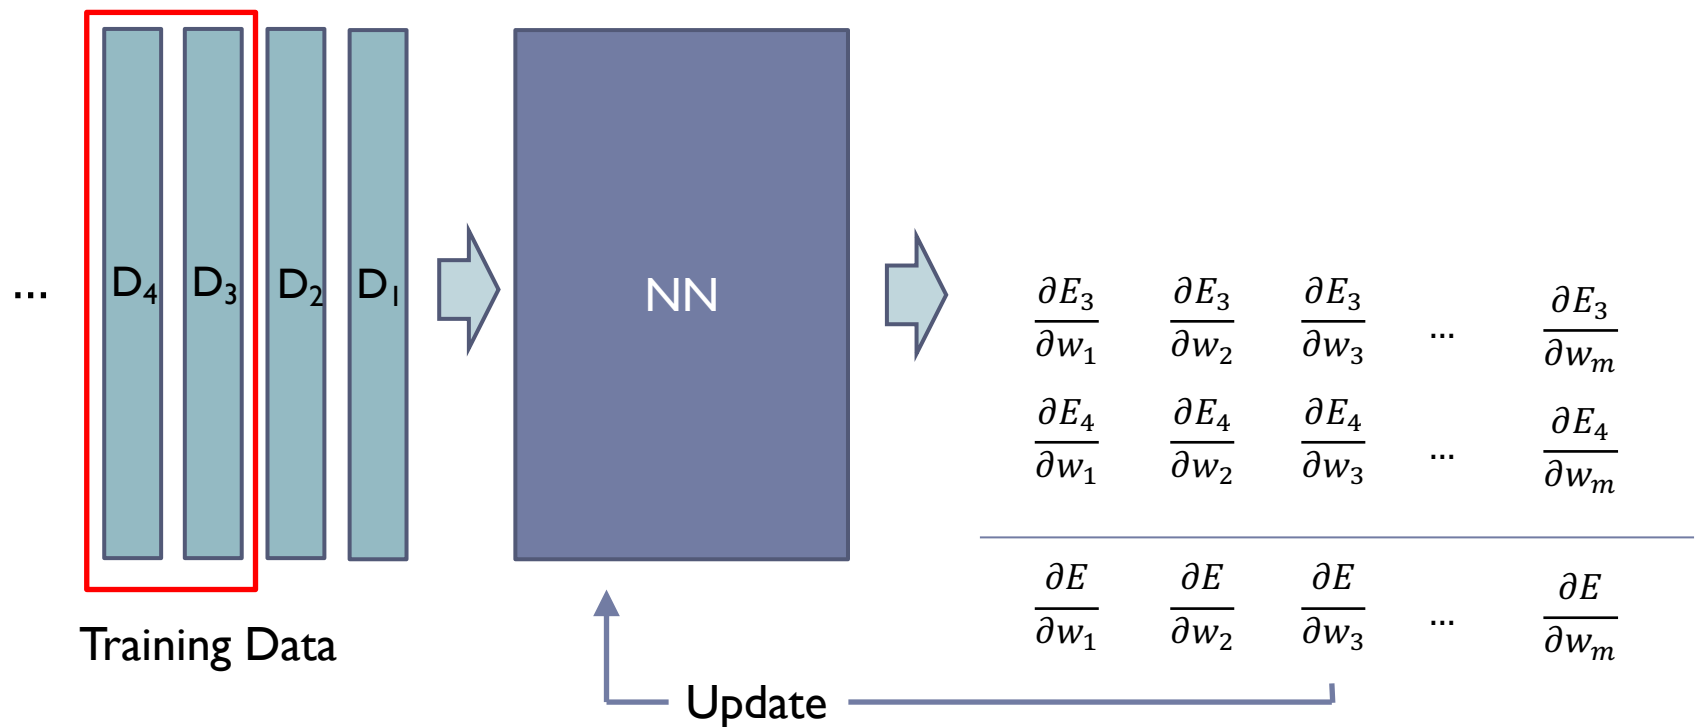 ... D₄ D₃ D₂ D₁ NN
∂E₃/∂w₁ ∂E₃/∂w₂ ∂E₃/∂w₃ ... ∂E₃/∂wₘ
∂E₄/∂w₁ ∂E₄/∂w₂ ∂E₄/∂w₃ ... ∂E₄/∂wₘ
∂E/∂w₁ ∂E/∂w₂ ∂E/∂w₃ ... ∂E/∂wₘ
Training Data
Update